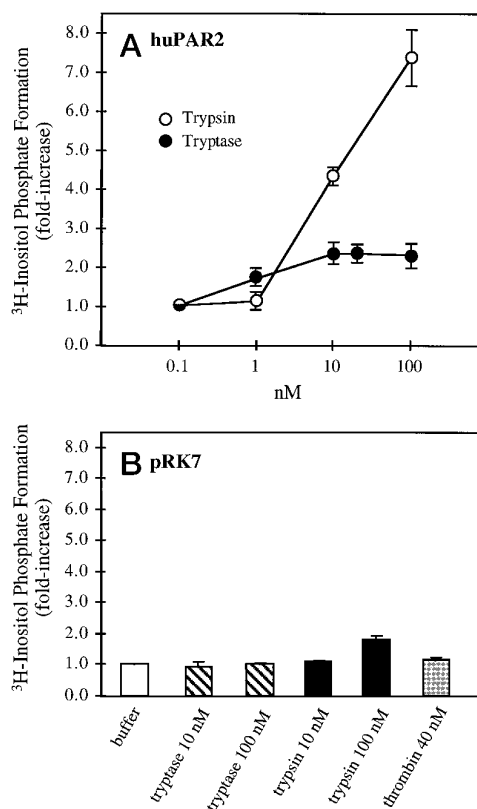 A huPAR2
³H-Inositol Phosphate Formation
(fold-increase)
8.0
7.0
6.0
5.0
4.0
3.0
2.0
1.0
0.0
Trypsin
Tryptase
0.1 1 10 100
nM
B pRK7
³H-Inositol Phosphate Formation
(fold-increase)
8.0
7.0
6.0
5.0
4.0
3.0
2.0
1.0
0.0
buffer
tryptase 10 nM
tryptase 100 nM
trypsin 10 nM
trypsin 100 nM
thrombin 40 nM